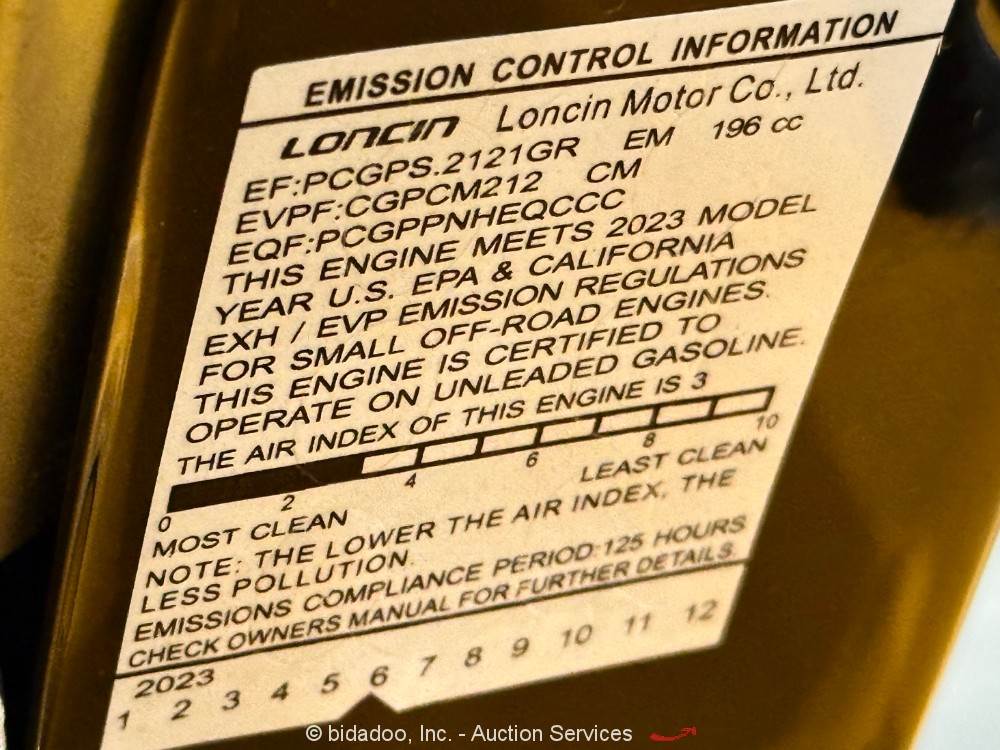 EMISSION CONTROL INFORMATION
LONCIN Loncin Motor Co., Ltd.
EF:PCGPS.2121GR EM 196 cc
EVPF:CGPCM212 CM
EQF:PCGPPNHEQCCC
THIS ENGINE MEETS 2023 MODEL
YEAR U.S. EPA & CALIFORNIA
EXH / EVP EMISSION REGULATIONS
FOR SMALL OFF-ROAD ENGINES.
THIS ENGINE IS CERTIFIED TO
OPERATE ON UNLEADED GASOLINE.
THE AIR INDEX OF THIS ENGINE IS 3
0 2 4 6 8 10
MOST CLEAN LEAST CLEAN
NOTE: THE LOWER THE AIR INDEX, THE
LESS POLLUTION.
EMISSIONS COMPLIANCE PERIOD:125 HOURS
CHECK OWNERS MANUAL FOR FURTHER DETAILS.
2023
1 2 3 4 5 6 7 8 9 10 11 12
© bidadoo, Inc. - Auction Services